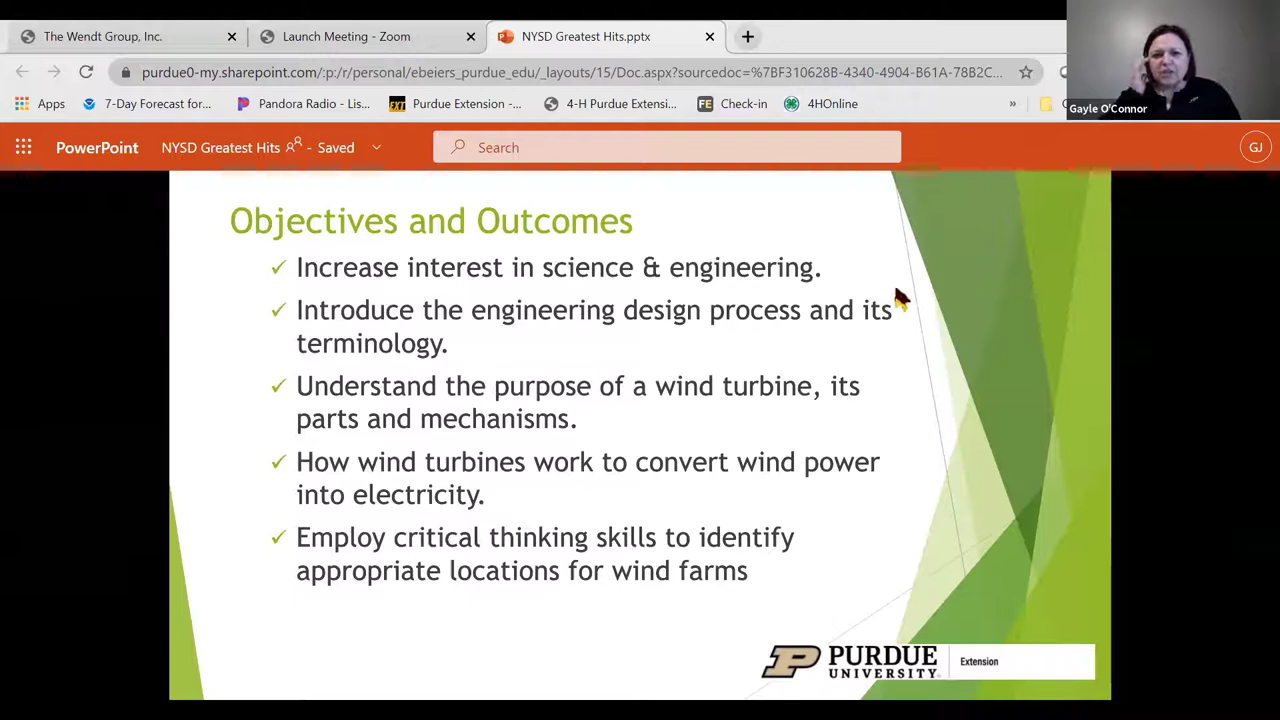 The Wendt Group, Inc.
Launch Meeting - Zoom
NYSD Greatest Hits.pptx
purdue0-my.sharepoint.com/:p:/r/personal/ebeiers_purdue_edu/_layouts/15/Doc.aspx?sourcedoc=%7BF310628B-4340-4904-B61A-78B2C...
Apps
7-Day Forecast for...
Pandora Radio - Lis...
EXT
Purdue Extension -...
4-H Purdue Extensi...
FE
Check-in
4HOnline
»
Gayle O'Connor
PowerPoint
NYSD Greatest Hits - Saved
Search
GJ
Objectives and Outcomes
✓ Increase interest in science & engineering.
✓ Introduce the engineering design process and its
terminology.
✓ Understand the purpose of a wind turbine, its
parts and mechanisms.
✓ How wind turbines work to convert wind power
into electricity.
✓ Employ critical thinking skills to identify
appropriate locations for wind farms
PURDUE
UNIVERSITY
Extension